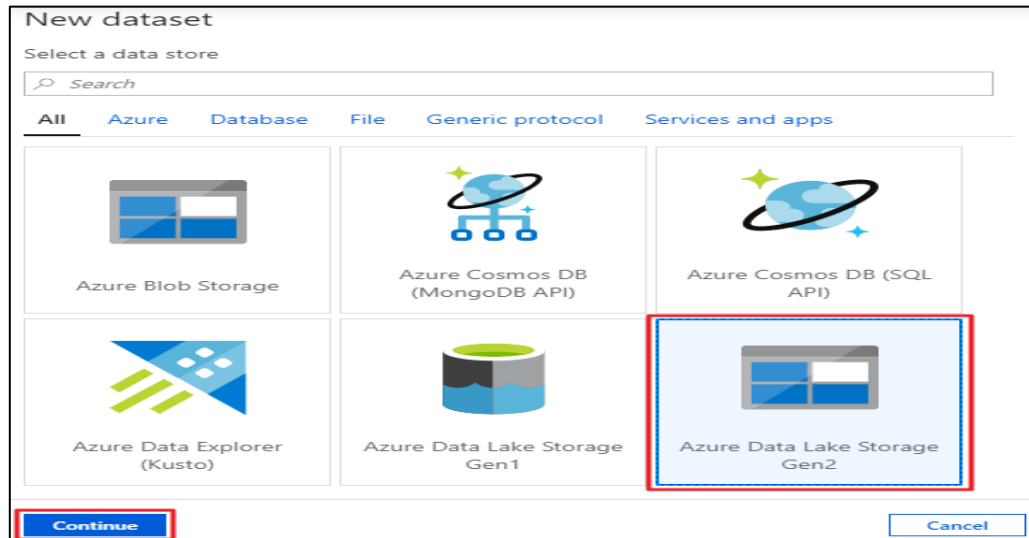 New dataset
Select a data store
Search
All Azure Database File Generic protocol Services and apps
Azure Blob Storage
Azure Cosmos DB
(MongoDB API)
Azure Cosmos DB (SQL
API)
Azure Data Explorer
(Kusto)
Azure Data Lake Storage
Gen1
Azure Data Lake Storage
Gen2
Continue
Cancel